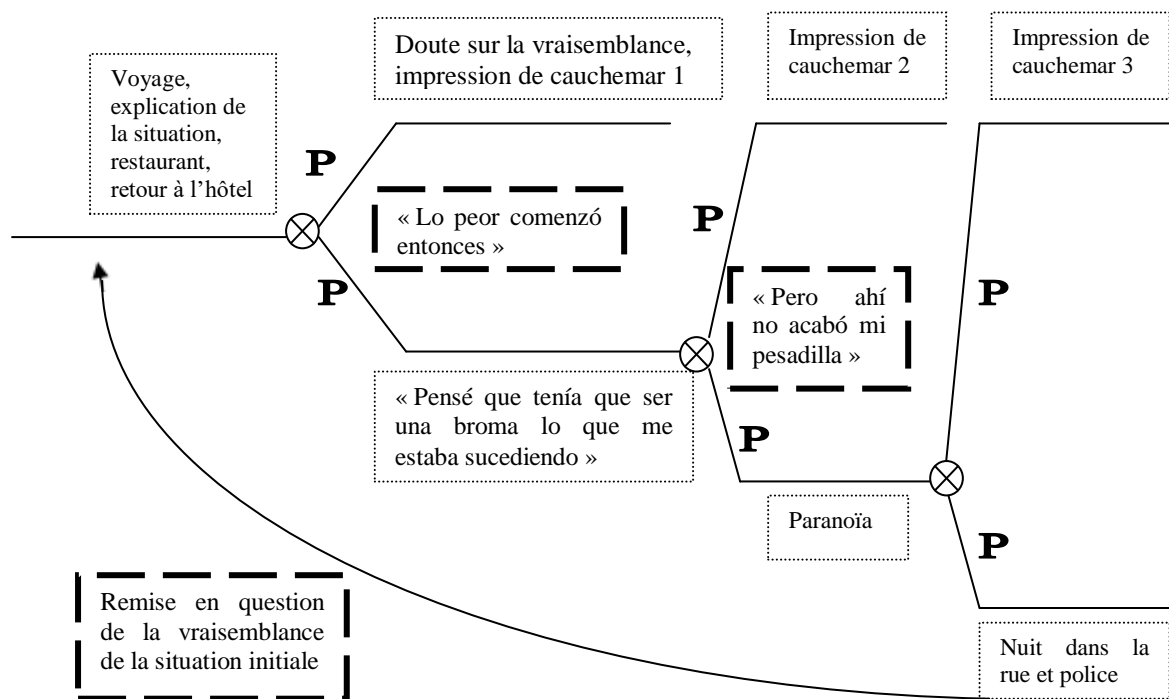 Voyage,
explication de
la situation,
restaurant,
retour à l’hôtel
Doute sur la vraisemblance,
impression de cauchemar 1
Impression de
cauchemar 2
Impression de
cauchemar 3
P
« Lo peor comenzó
entonces »
P
P
« Pensé que tenía que ser
una broma lo que me
estaba sucediendo »
« Pero ahí
no acabó mi
pesadilla »
P
Paranoïa
P
P
Nuit dans la
rue et police
Remise en question
de la vraisemblance
de la situation initiale